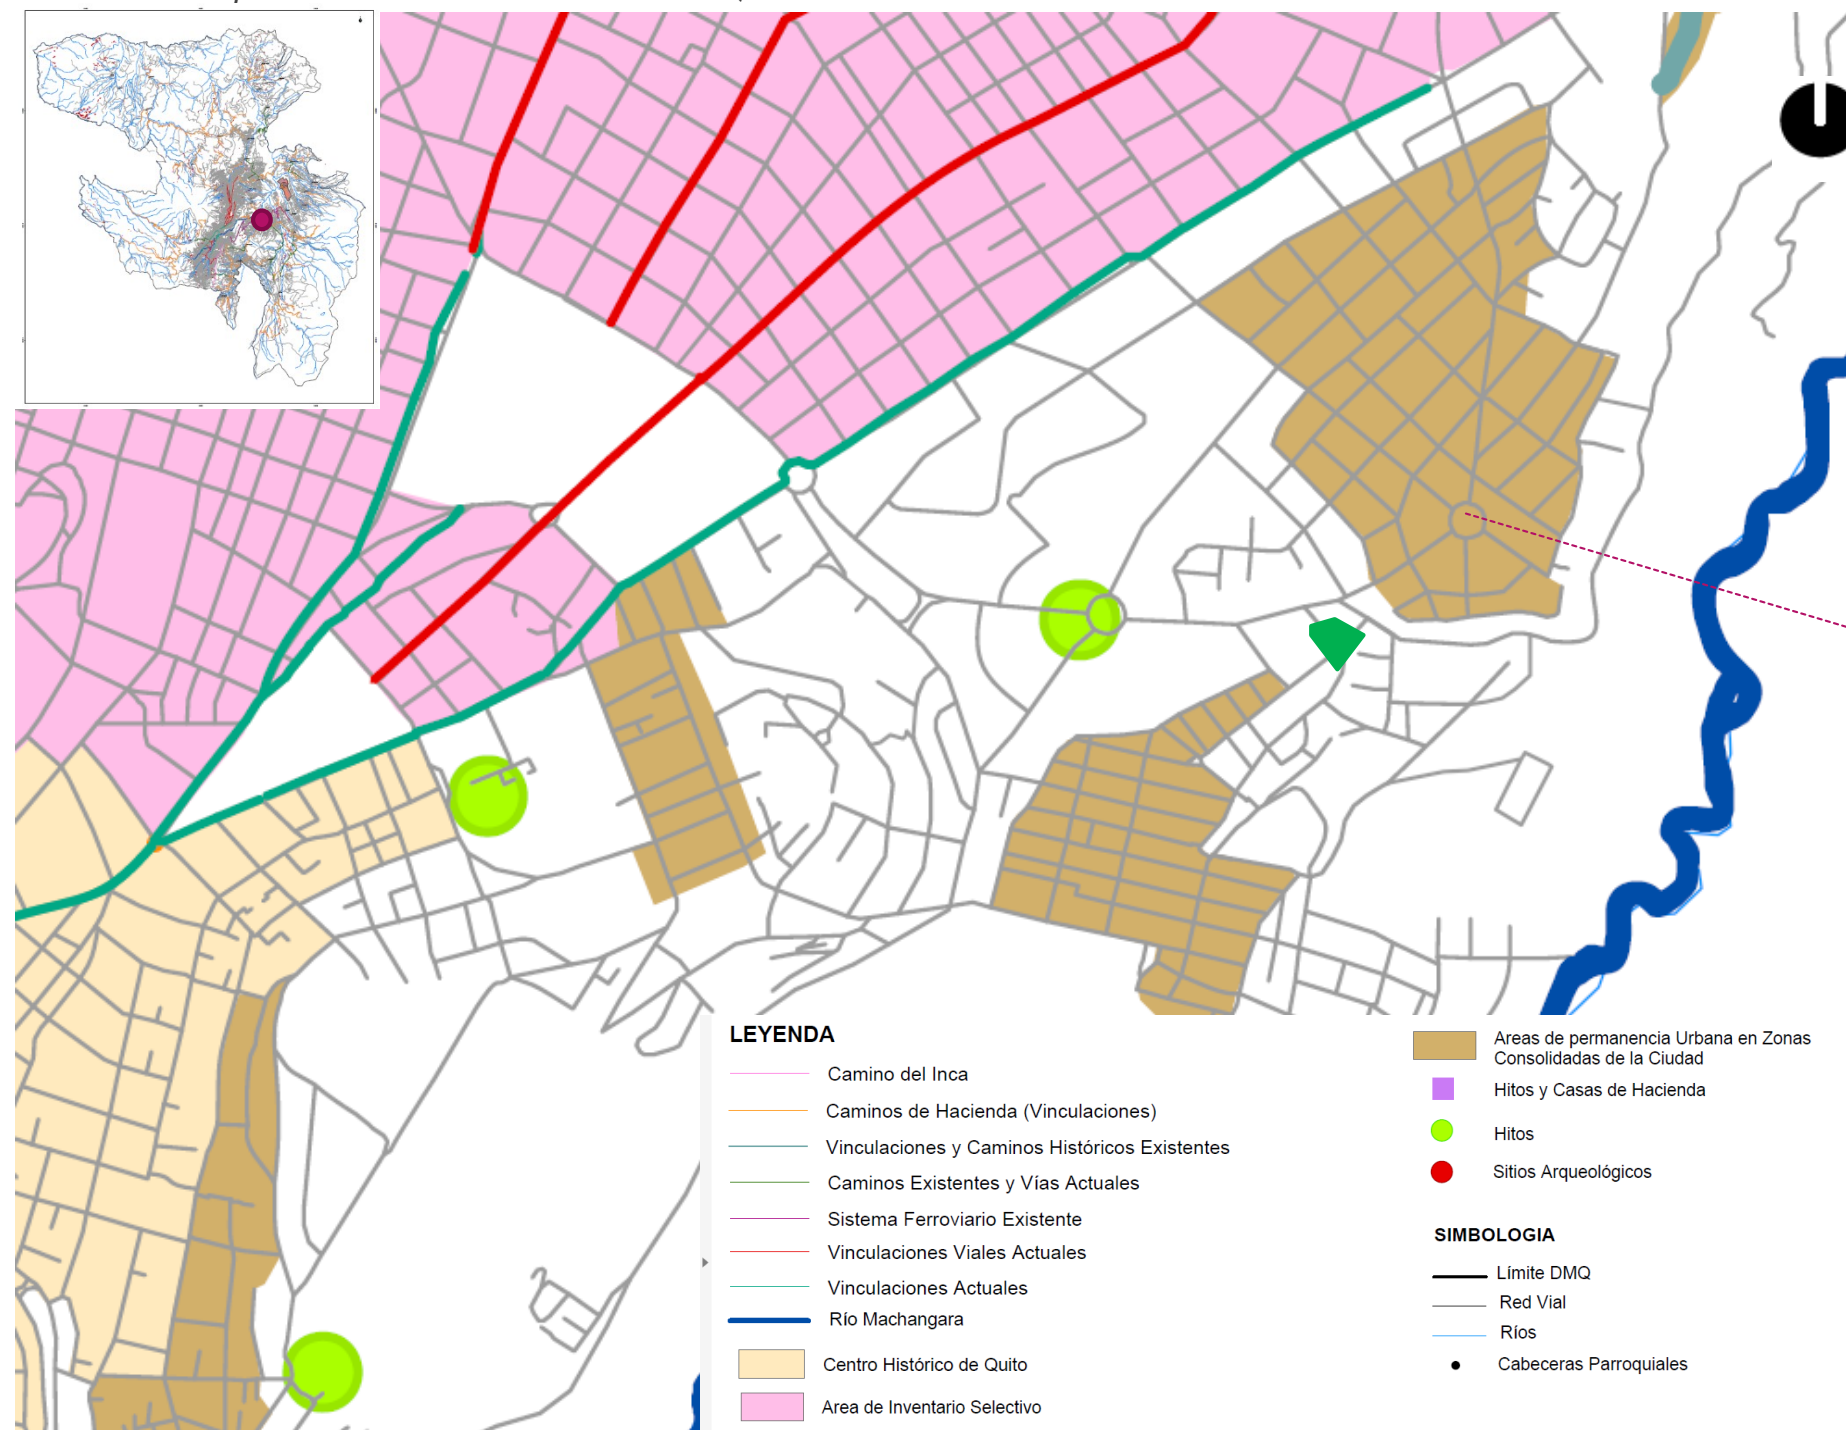 LEYENDA
Camino del Inca
Caminos de Hacienda (Vinculaciones)
Vinculaciones y Caminos Históricos Existentes
Caminos Existentes y Vías Actuales
Sistema Ferroviario Existente
Vinculaciones Viales Actuales
Vinculaciones Actuales
Río Machangara
Centro Histórico de Quito
Area de Inventario Selectivo
Areas de permanencia Urbana en Zonas
Consolidadas de la Ciudad
Hitos y Casas de Hacienda
Hitos
Sitios Arqueológicos
SIMBOLOGIA
Límite DMQ
Red Vial
Ríos
Cabeceras Parroquiales